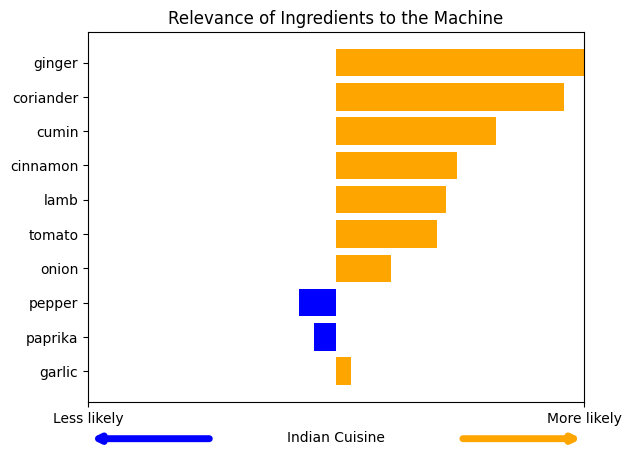 Relevance of Ingredients to the Machine
ginger
coriander
cumin
cinnamon
lamb
tomato
onion
pepper
paprika
garlic
Less likely
More likely
Indian Cuisine